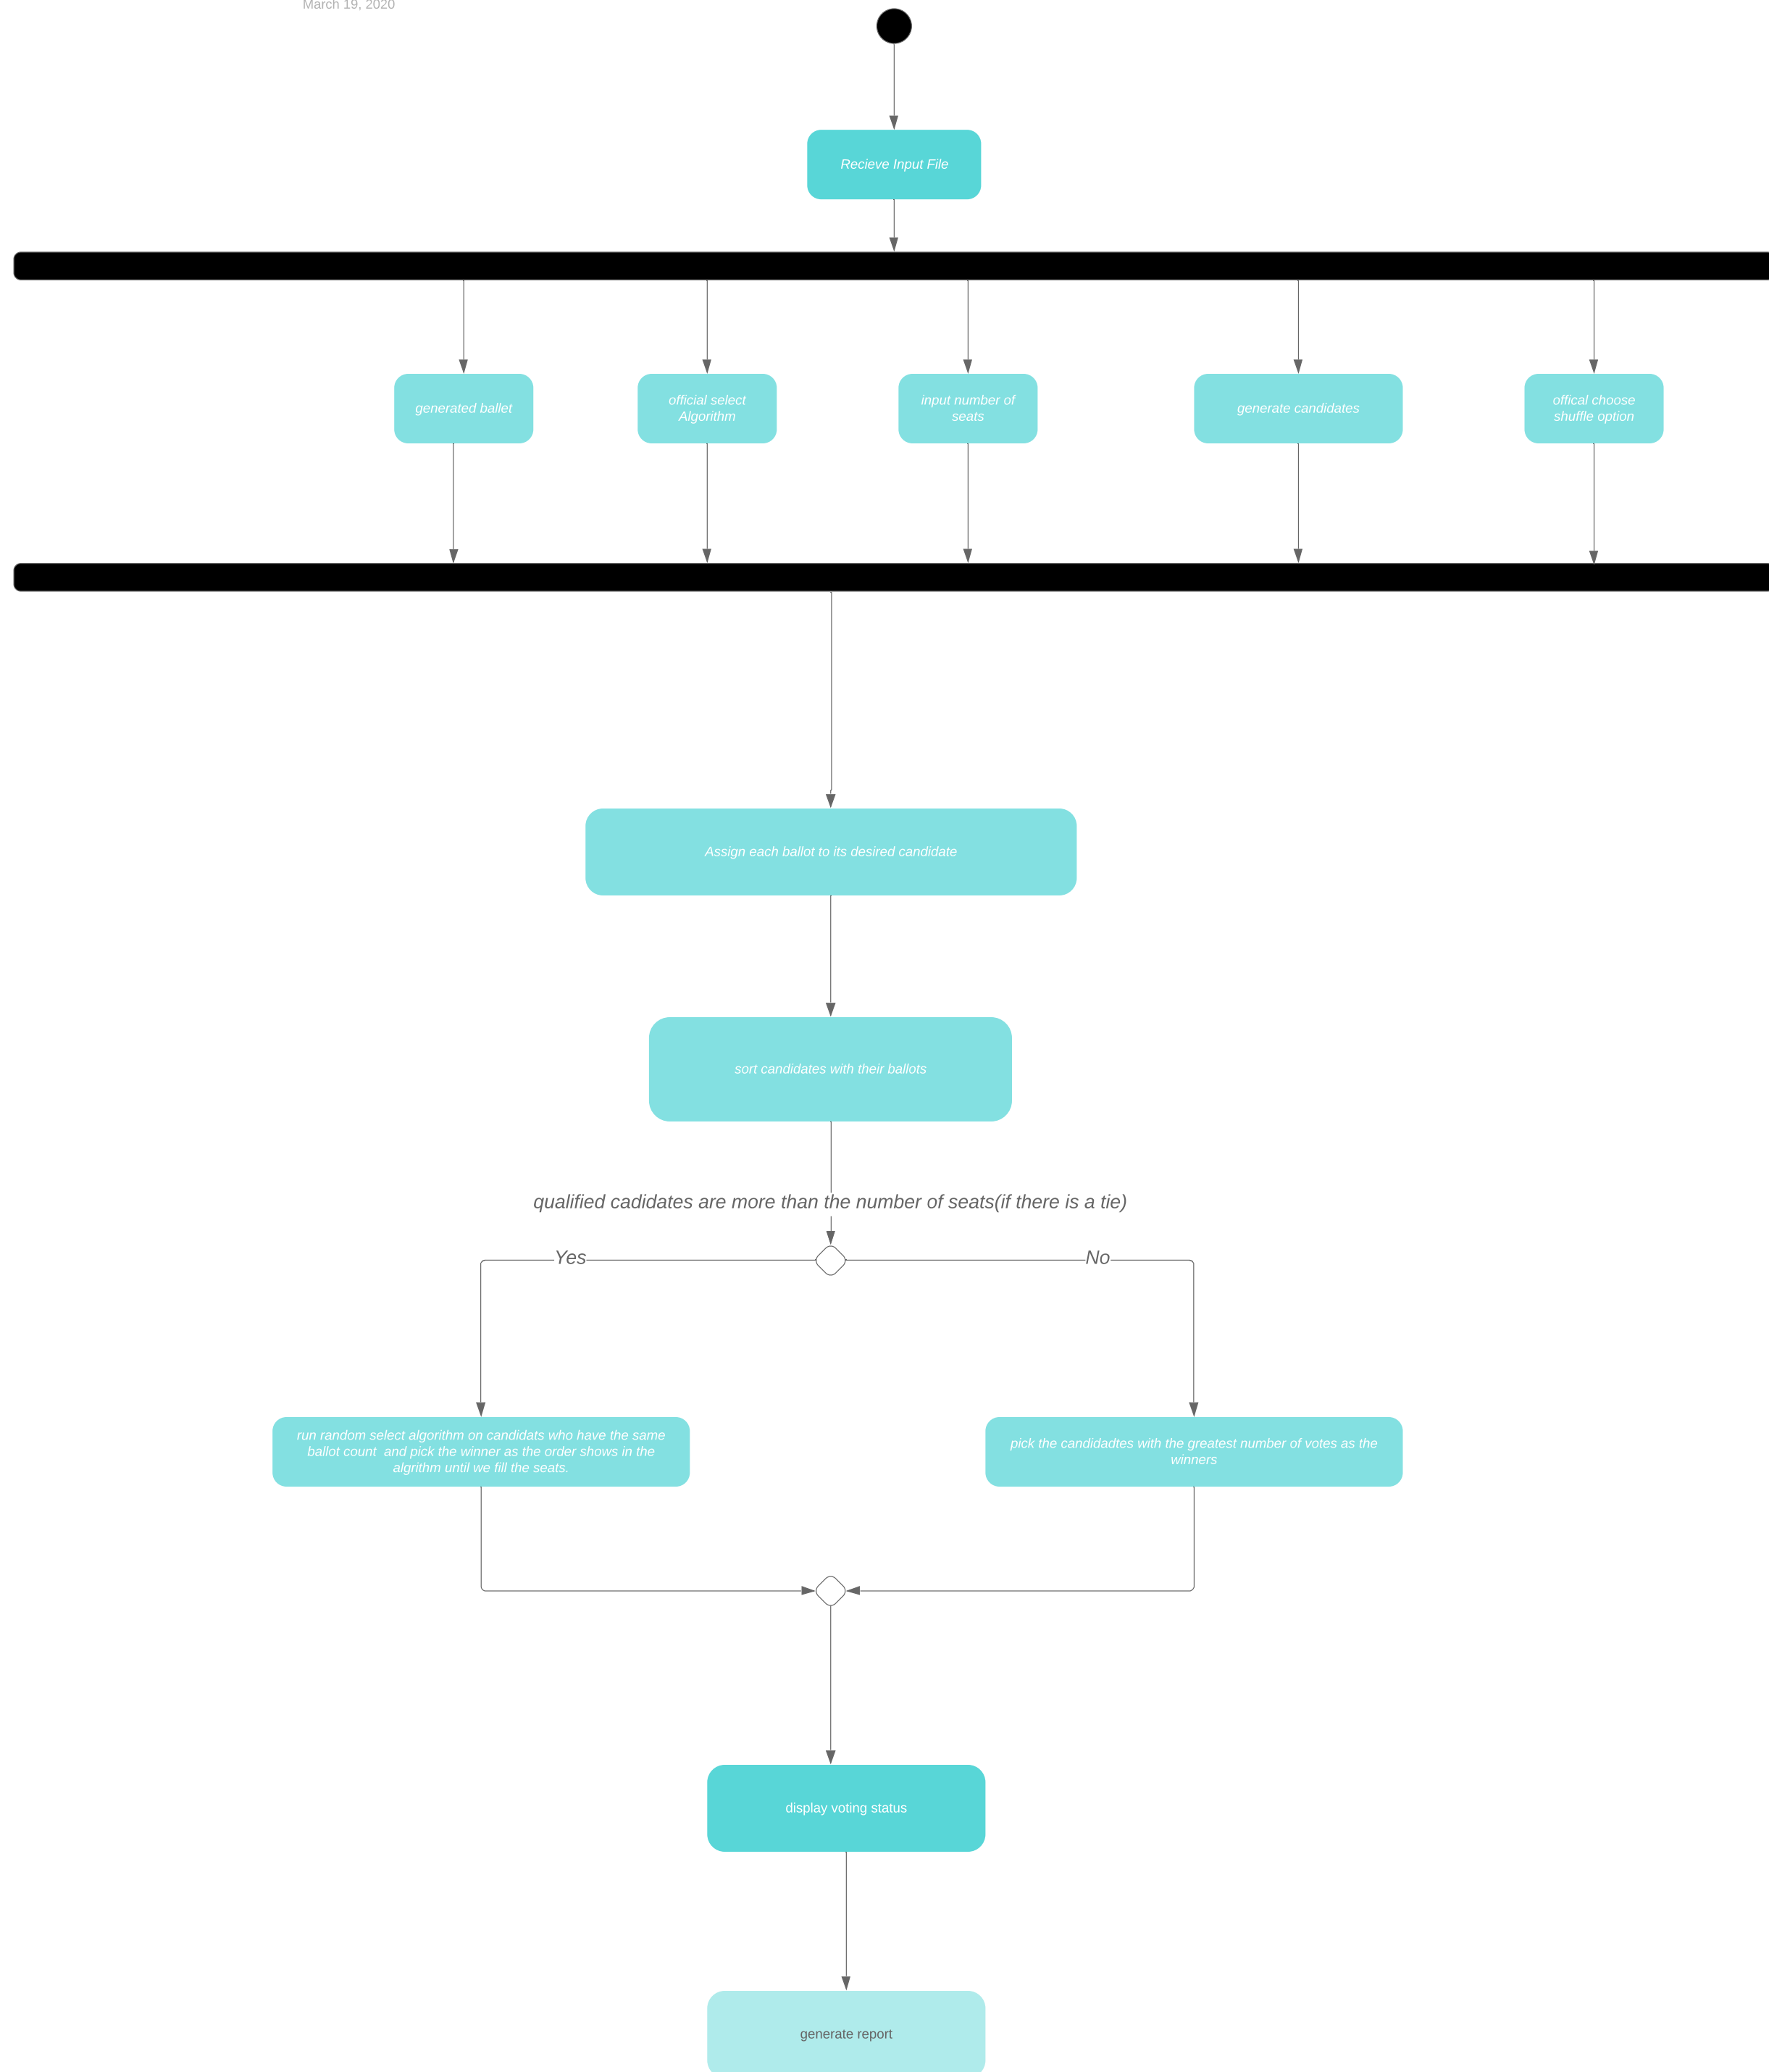 March 19, 2020
Recieve Input File
generated ballet
official select
Algorithm
input number of
seats
generate candidates
offical choose
shuffle option
Assign each ballot to its desired candidate
sort candidates with their ballots
qualified cadidates are more than the number of seats(if there is a tie)
Yes
No
run random select algorithm on candidats who have the same
ballot count  and pick the winner as the order shows in the
algrithm until we fill the seats.
pick the candidadtes with the greatest number of votes as the
winners
display voting status
generate report